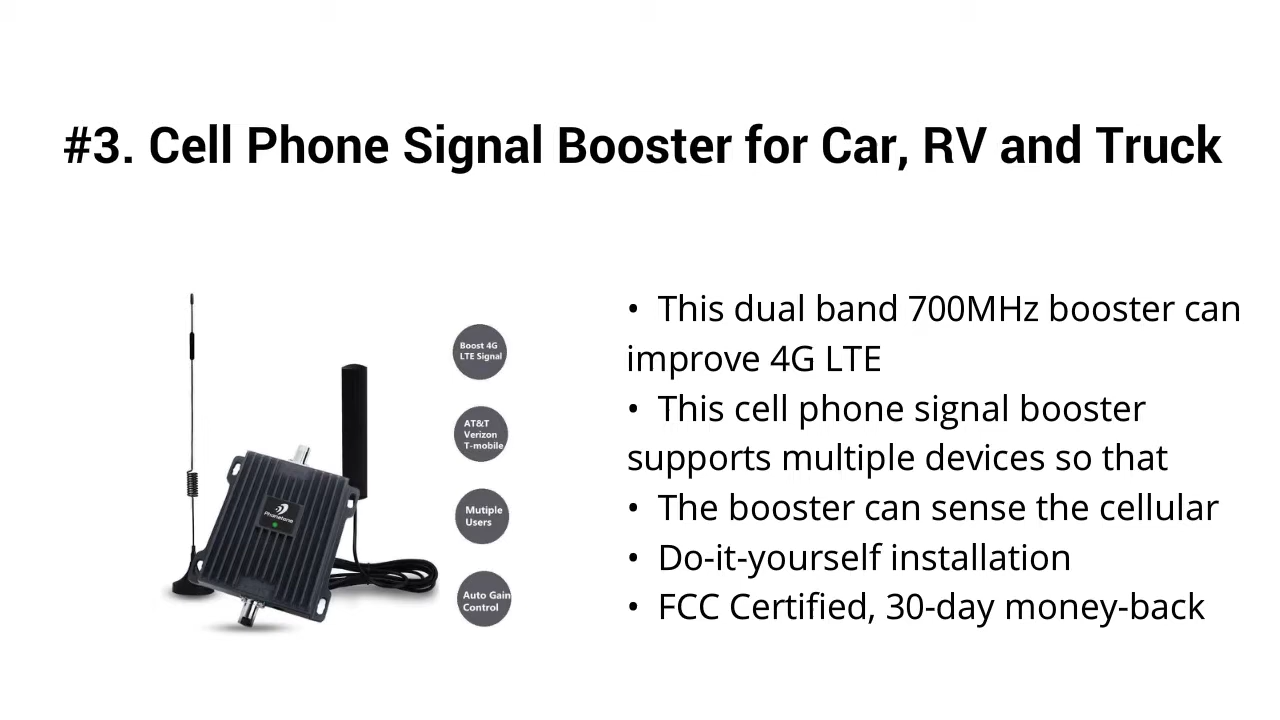 #3. Cell Phone Signal Booster for Car, RV and Truck
Boost 4G
LTE Signal
AT&T
Verizon
T-mobile
Mutiple
Users
Auto Gain
Control
Phonetone
• This dual band 700MHz booster can
improve 4G LTE
• This cell phone signal booster
supports multiple devices so that
• The booster can sense the cellular
• Do-it-yourself installation
• FCC Certified, 30-day money-back